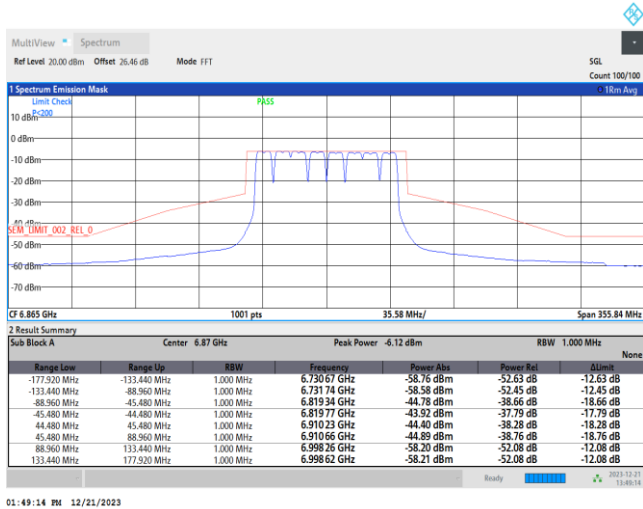 MultiView Spectrum
Ref Level 20.00 dBm Offset 26.46 dB Mode FFT SGL
Count 100/100
1 Spectrum Emission Mask 1Rm Avg
Limit Check PASS
P<200
10 dBm
0 dBm
-10 dBm
-20 dBm
-30 dBm
-40 dBm
SEM_LIMIT_002_REL_0
-50 dBm
-60 dBm
-70 dBm
CF 6.865 GHz 1001 pts 35.58 MHz/ Span 355.84 MHz
2 Result Summary
Sub Block A Center 6.87 GHz Peak Power -6.12 dBm RBW 1.000 MHz
None
Range Low Range Up RBW Frequency Power Abs Power Rel ΔLimit
-177.920 MHz -133.440 MHz 1.000 MHz 6.73067 GHz -58.76 dBm -52.63 dB -12.63 dB
-133.440 MHz -88.960 MHz 1.000 MHz 6.73174 GHz -58.58 dBm -52.45 dB -12.45 dB
-88.960 MHz -45.480 MHz 1.000 MHz 6.81934 GHz -44.78 dBm -38.66 dB -18.66 dB
-45.480 MHz -44.480 MHz 1.000 MHz 6.81977 GHz -43.92 dBm -37.79 dB -17.79 dB
44.480 MHz 45.480 MHz 1.000 MHz 6.91023 GHz -44.40 dBm -38.28 dB -18.28 dB
45.480 MHz 88.960 MHz 1.000 MHz 6.91066 GHz -44.89 dBm -38.76 dB -18.76 dB
88.960 MHz 133.440 MHz 1.000 MHz 6.99826 GHz -58.20 dBm -52.08 dB -12.08 dB
133.440 MHz 177.920 MHz 1.000 MHz 6.99862 GHz -58.21 dBm -52.08 dB -12.08 dB
Ready 2023-12-21
13:49:14
01:49:14 PM 12/21/2023